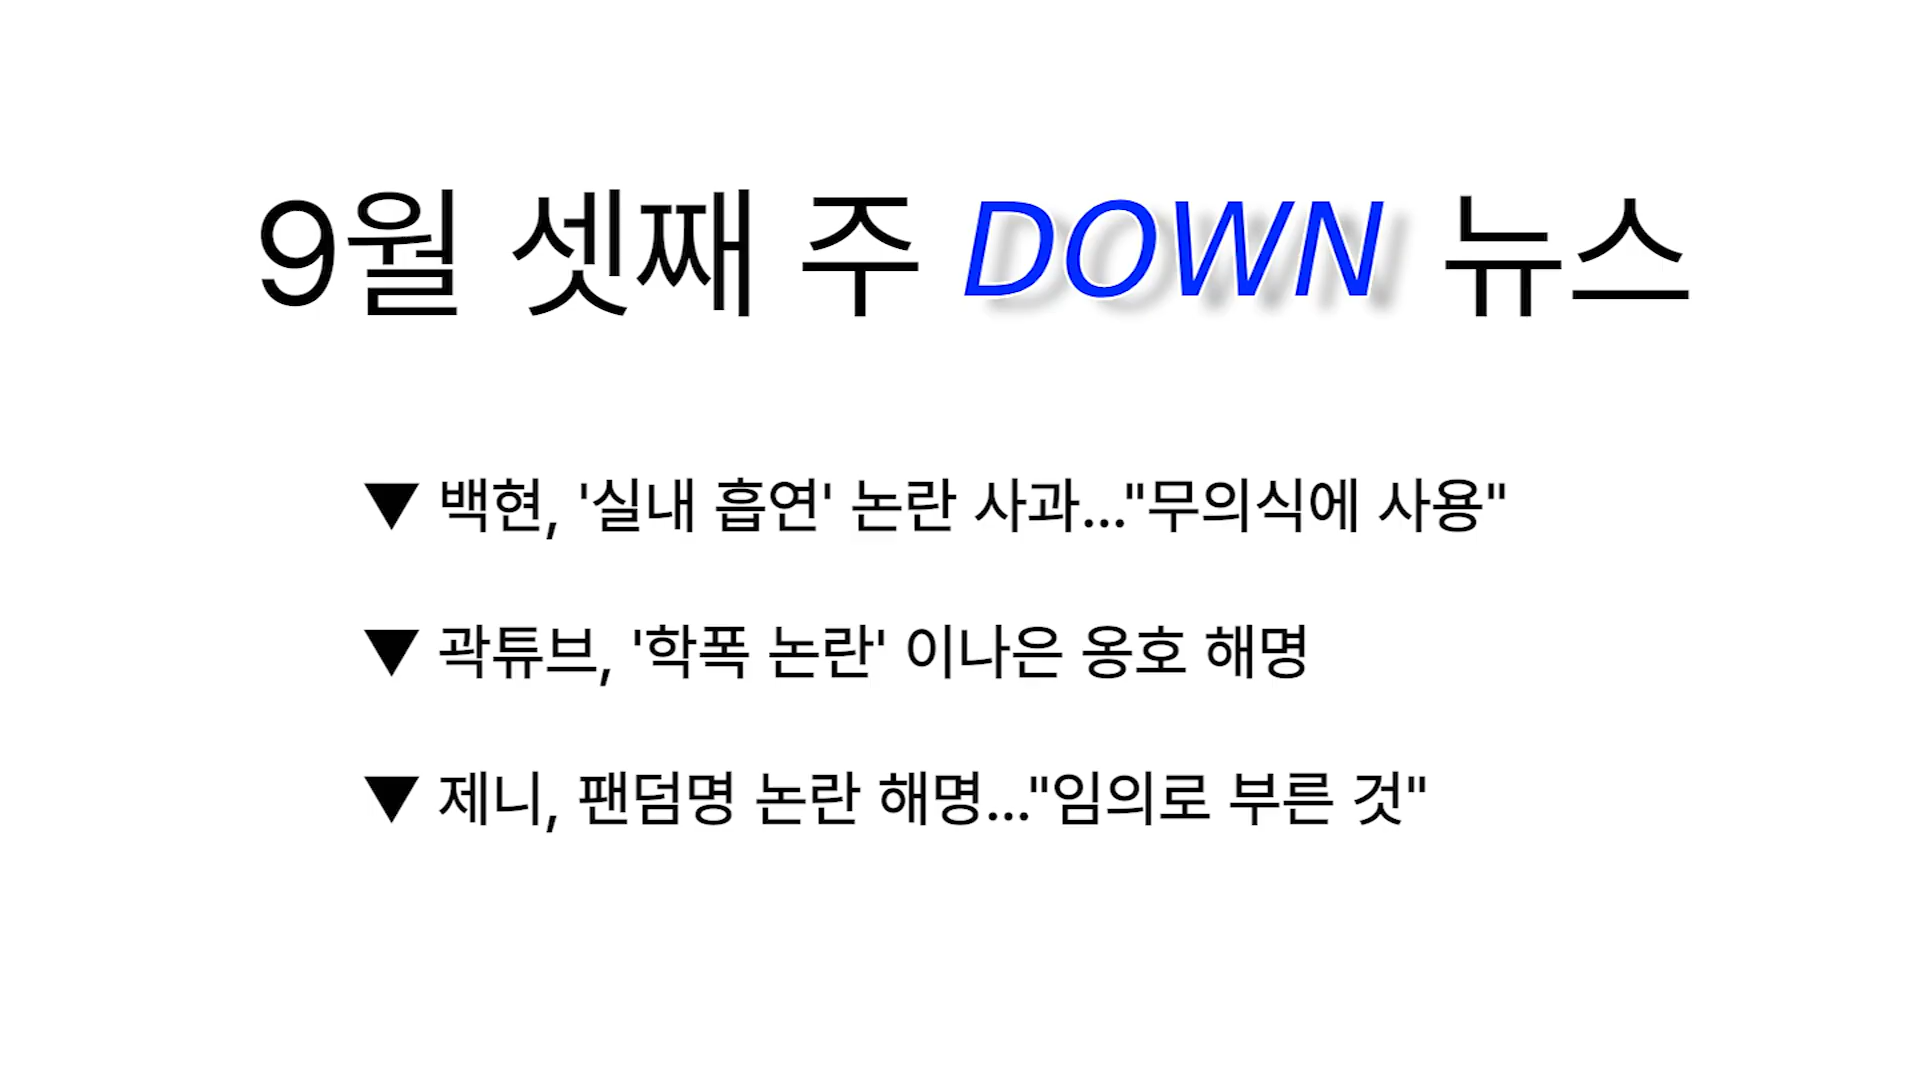 9월 셋째 주 DOWN 뉴스
▼ 백현, '실내 흡연' 논란 사과..."무의식에 사용"
▼ 곽튜브, '학폭 논란' 이나은 옹호 해명
▼ 제니, 팬덤명 논란 해명..."임의로 부른 것"